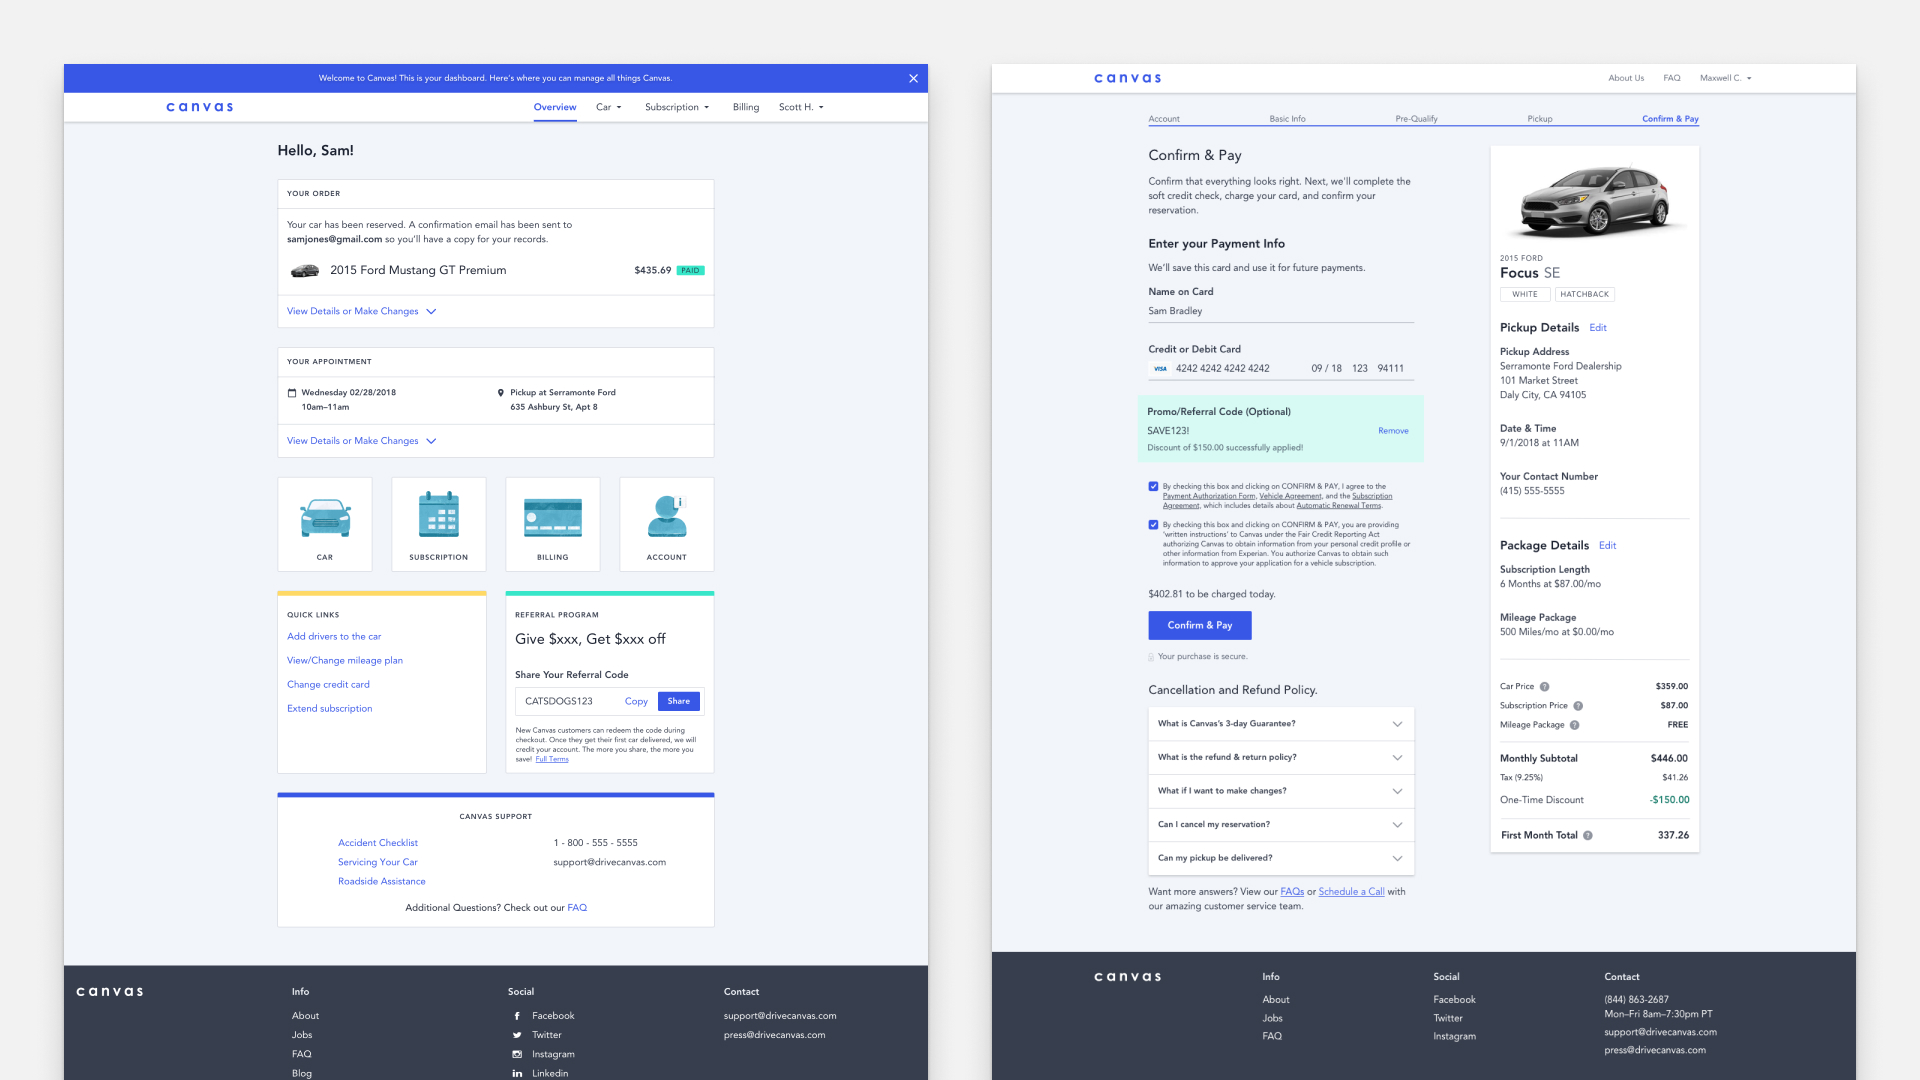 Welcome to Canvas! This is your dashboard. Here's where you can manage all things Canvas.
canvas
Overview Car Subscription Billing Scott H.
Hello, Sam!
YOUR ORDER
Your car has been reserved. A confirmation email has been sent to
samjones@gmail.com so you'll have a copy for your records.
2015 Ford Mustang GT Premium $435.69 PAID
View Details or Make Changes
YOUR APPOINTMENT
Wednesday 02/28/2018
10am–11am
Pickup at Serramonte Ford
635 Ashbury St, Apt 8
View Details or Make Changes
CAR
SUBSCRIPTION
BILLING
ACCOUNT
QUICK LINKS
Add drivers to the car
View/Change mileage plan
Change credit card
Extend subscription
REFERRAL PROGRAM
Give $xxx, Get $xxx off
Share Your Referral Code
CATSDOGS123 Copy Share
New Canvas customers can redeem the code during
checkout. Once they get their first car delivered, we will
credit your account. The more you share, the more you
save! Full Terms
CANVAS SUPPORT
Accident Checklist
Servicing Your Car
Roadside Assistance
1 - 800 - 555 - 5555
support@drivecanvas.com
Additional Questions? Check out our FAQ
canvas
Info
About
Jobs
FAQ
Blog
Social
Facebook
Twitter
Instagram
Linkedin
Contact
support@drivecanvas.com
press@drivecanvas.com
canvas
About Us FAQ Maxwell C.
Account Basic Info Pre-Qualify Pickup Confirm & Pay
Confirm & Pay
Confirm that everything looks right. Next, we'll complete the
soft credit check, charge your card, and confirm your
reservation.
Enter your Payment Info
We'll save this card and use it for future payments.
Name on Card
Sam Bradley
Credit or Debit Card
VISA 4242 4242 4242 4242 09 / 18 123 94111
Promo/Referral Code (Optional)
SAVE123! Remove
Discount of $150.00 successfully applied!
By checking this box and clicking on CONFIRM & PAY, I agree to the
Payment Authorization Form, Vehicle Agreement, and the Subscription
Agreement, which includes details about Automatic Renewal Terms.
By checking this box and clicking on CONFIRM & PAY, you are providing
'written instructions' to Canvas under the Fair Credit Reporting Act
authorizing Canvas to obtain information from your personal credit profile or
other information from Experian. You authorize Canvas to obtain such
information to approve your application for a vehicle subscription.
$402.81 to be charged today.
Confirm & Pay
Your purchase is secure.
Cancellation and Refund Policy.
What is Canvas's 3-day Guarantee?
What is the refund & return policy?
What if I want to make changes?
Can I cancel my reservation?
Can my pickup be delivered?
Want more answers? View our FAQs or Schedule a Call with
our amazing customer service team.
2015 FORD
Focus SE
WHITE HATCHBACK
Pickup Details Edit
Pickup Address
Serramonte Ford Dealership
101 Market Street
Daly City, CA 94105
Date & Time
9/1/2018 at 11AM
Your Contact Number
(415) 555-5555
Package Details Edit
Subscription Length
6 Months at $87.00/mo
Mileage Package
500 Miles/mo at $0.00/mo
Car Price ? $359.00
Subscription Price ? $87.00
Mileage Package ? FREE
Monthly Subtotal $446.00
Tax (9.25%) $41.26
One-Time Discount -$150.00
First Month Total ? 337.26
canvas
Info
About
Jobs
FAQ
Social
Facebook
Twitter
Instagram
Contact
(844) 863-2687
Mon–Fri 8am–7:30pm PT
support@drivecanvas.com
press@drivecanvas.com